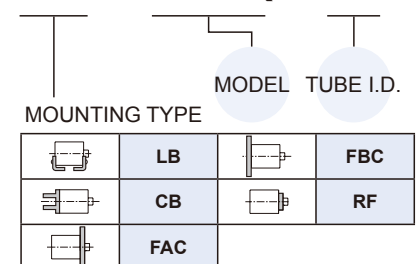 MODEL TUBE I.D.
MOUNTING TYPE
LB FBC
CB RF
FAC